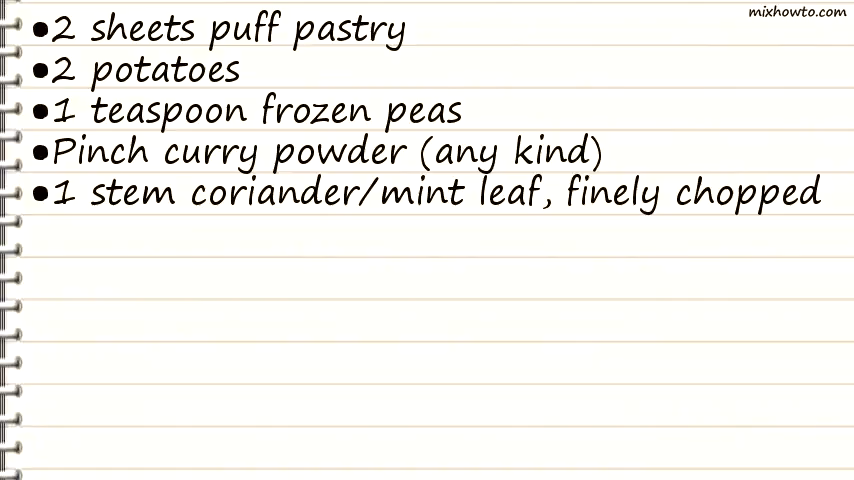 mixhowto.com
•2 sheets puff pastry
•2 potatoes
•1 teaspoon frozen peas
•Pinch curry powder (any kind)
•1 stem coriander/mint leaf, finely chopped